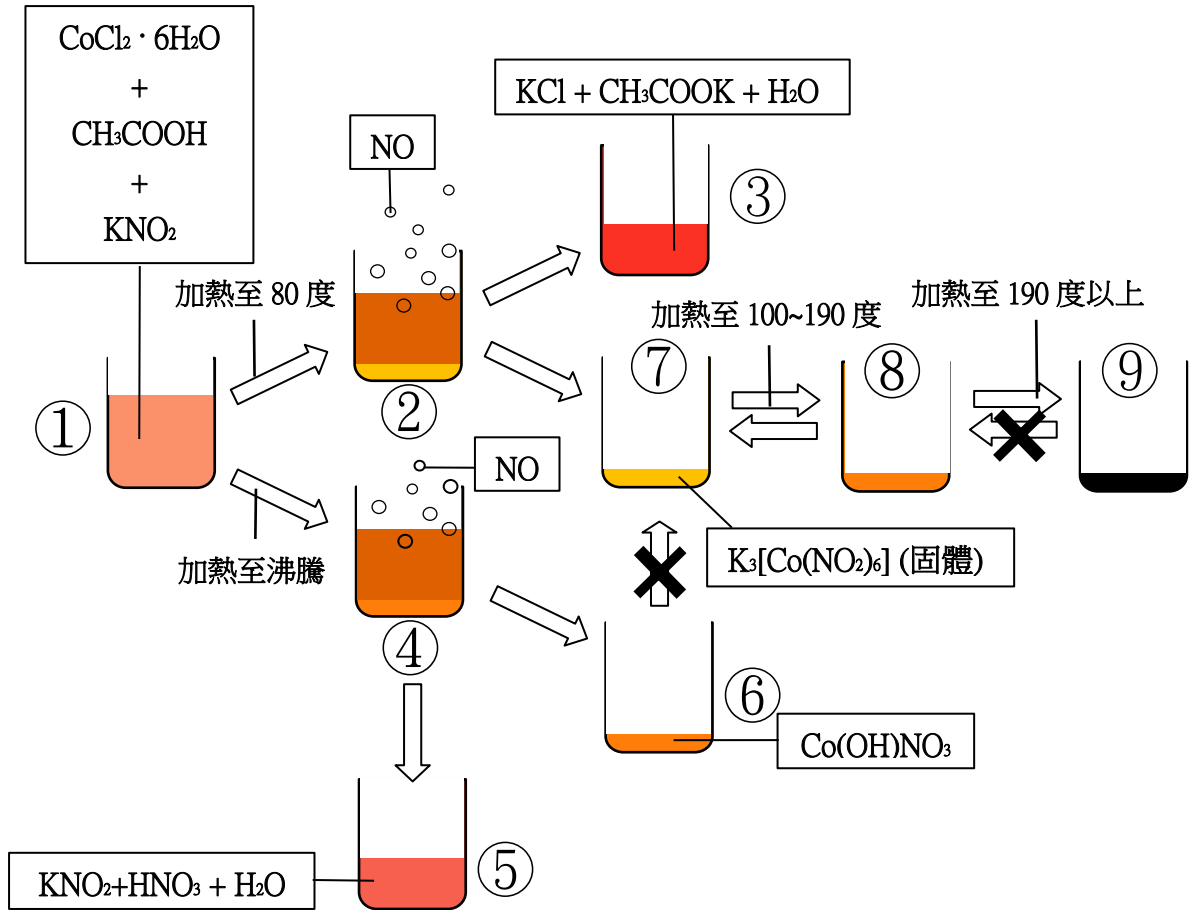 CoCl₂・6H₂O
+
CH₃COOH
+
KNO₂
NO
KCl + CH₃COOK + H₂O
③
加熱至 80 度
加熱至 190 度以上
加熱至 100~190 度
①
②
⑦
⑧
⑨
NO
加熱至沸騰
K₃[Co(NO₂)₆] (固體)
④
⑥
Co(OH)NO₃
⑤
KNO₂+HNO₃ + H₂O